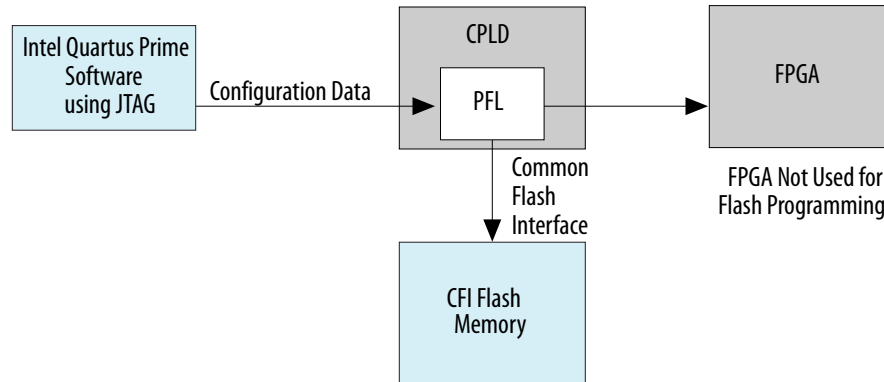 Intel Quartus Prime
Software
using JTAG
Configuration Data
CPLD
PFL
FPGA
FPGA Not Used for
Flash Programming
Common
Flash
Interface
CFI Flash
Memory